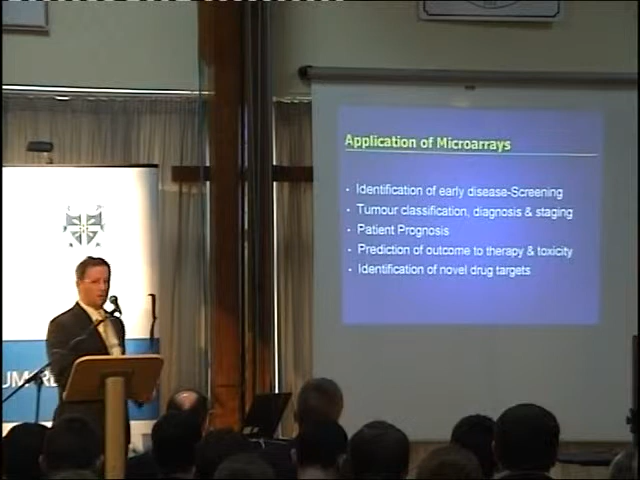 Application of Microarrays
· Identification of early disease-Screening
· Tumour classification, diagnosis & staging
· Patient Prognosis
· Prediction of outcome to therapy & toxicity
· Identification of novel drug targets